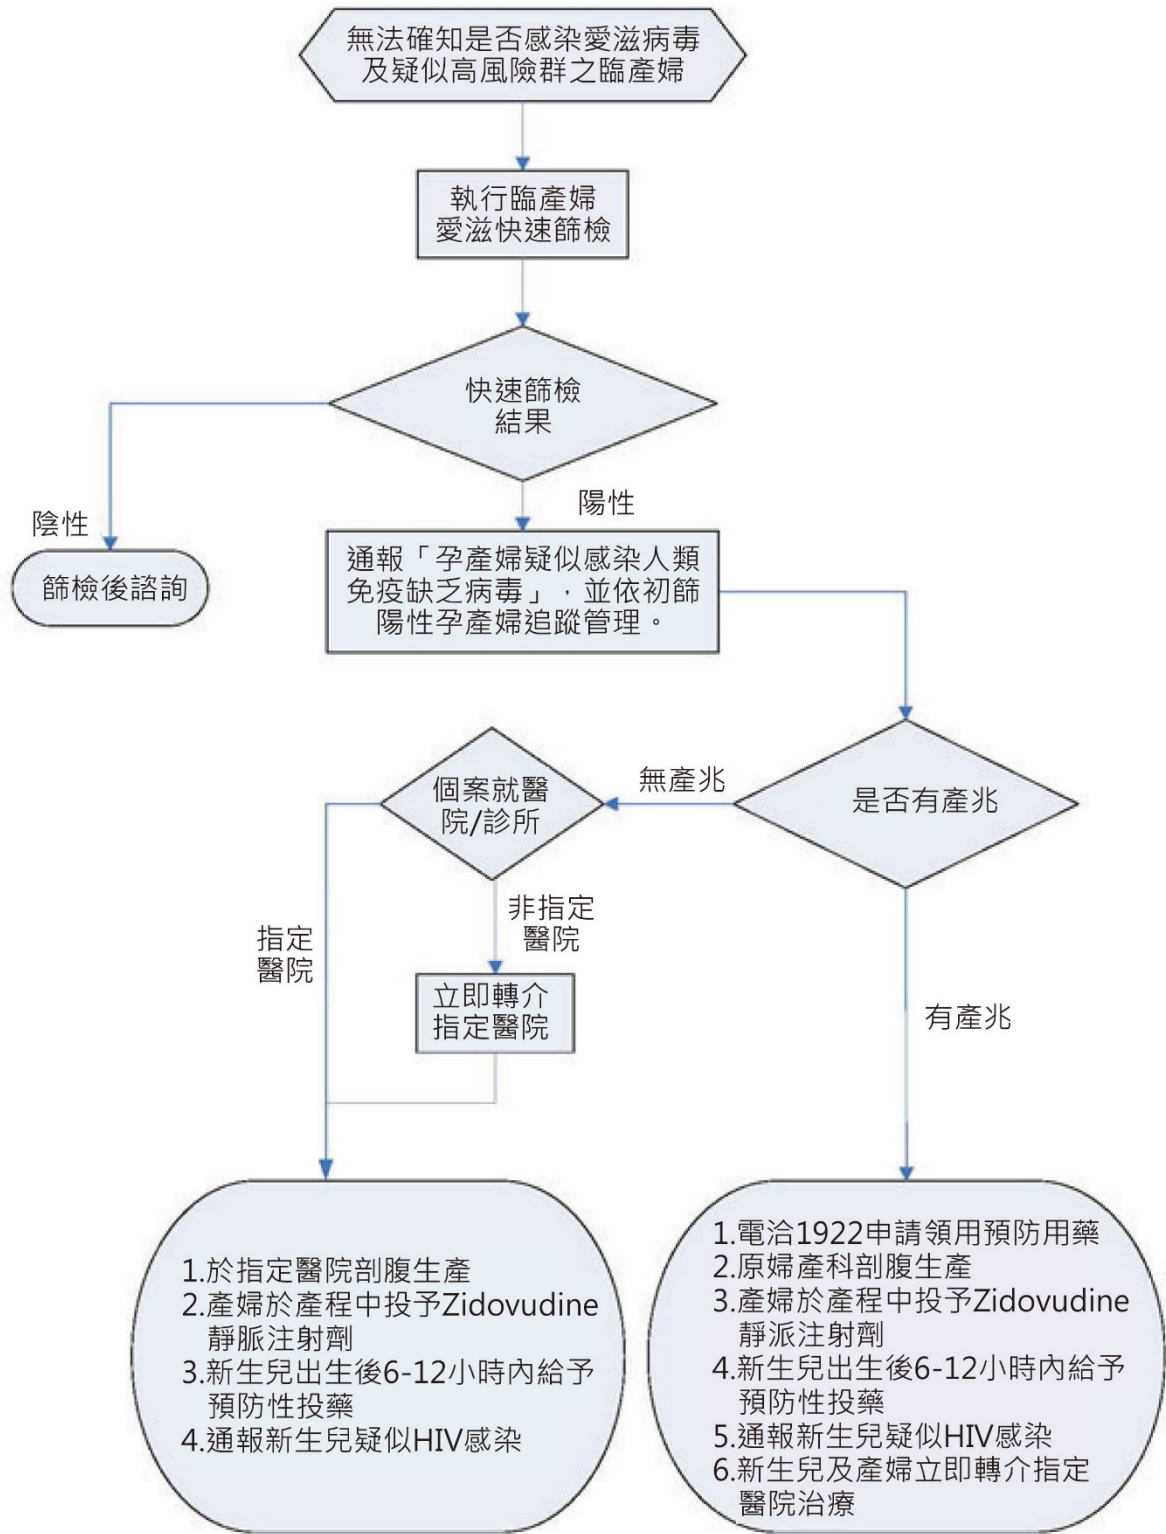 無法確知是否感染愛滋病毒
及疑似高風險群之臨產婦
執行臨產婦
愛滋快速篩檢
快速篩檢
結果
陰性
陽性
篩檢後諮詢
通報「孕產婦疑似感染人類
免疫缺乏病毒」，並依初篩
陽性孕產婦追蹤管理。
是否有產兆
無產兆
個案就醫
院/診所
指定
醫院
非指定
醫院
立即轉介
指定醫院
有產兆
1.於指定醫院剖腹生產
2.產婦於產程中投予Zidovudine
靜脈注射劑
3.新生兒出生後6-12小時內給予
預防性投藥
4.通報新生兒疑似HIV感染
1.電洽1922申請領用預防用藥
2.原婦產科剖腹生產
3.產婦於產程中投予Zidovudine
靜派注射劑
4.新生兒出生後6-12小時內給予
預防性投藥
5.通報新生兒疑似HIV感染
6.新生兒及產婦立即轉介指定
醫院治療